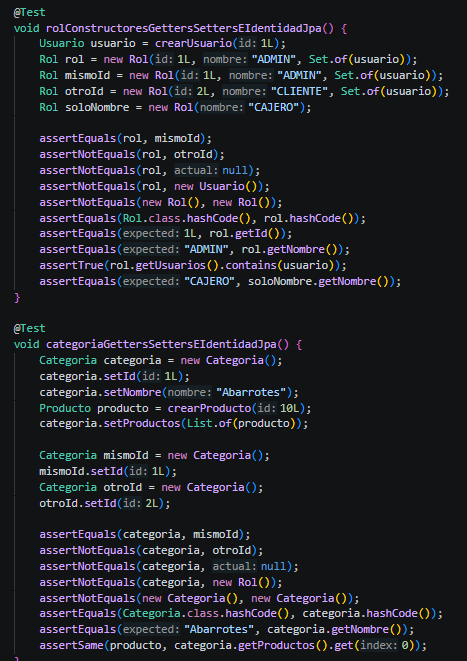 @Test
void rolConstructoresGettersSettersEIdentidadJpa() {
    Usuario usuario = crearUsuario(id: 1L);
    Rol rol = new Rol(id: 1L, nombre: "ADMIN", Set.of(usuario));
    Rol mismoId = new Rol(id: 1L, nombre: "ADMIN", Set.of(usuario));
    Rol otroId = new Rol(id: 2L, nombre: "CLIENTE", Set.of(usuario));
    Rol soloNombre = new Rol(nombre: "CAJERO");

    assertEquals(rol, mismoId);
    assertNotEquals(rol, otroId);
    assertNotEquals(rol, actual: null);
    assertNotEquals(rol, new Usuario());
    assertNotEquals(new Rol(), new Rol());
    assertEquals(Rol.class.hashCode(), rol.hashCode());
    assertEquals(expected: 1L, rol.getId());
    assertEquals(expected: "ADMIN", rol.getNombre());
    assertTrue(rol.getUsuarios().contains(usuario));
    assertEquals(expected: "CAJERO", soloNombre.getNombre());
}

@Test
void categoriaGettersSettersEIdentidadJpa() {
    Categoria categoria = new Categoria();
    categoria.setId(id: 1L);
    categoria.setNombre(nombre: "Abarrotes");
    Producto producto = crearProducto(id: 10L);
    categoria.setProductos(List.of(producto));

    Categoria mismoId = new Categoria();
    mismoId.setId(id: 1L);
    Categoria otroId = new Categoria();
    otroId.setId(id: 2L);

    assertEquals(categoria, mismoId);
    assertNotEquals(categoria, otroId);
    assertNotEquals(categoria, actual: null);
    assertNotEquals(categoria, new Rol());
    assertNotEquals(new Categoria(), new Categoria());
    assertEquals(Categoria.class.hashCode(), categoria.hashCode());
    assertEquals(expected: "Abarrotes", categoria.getNombre());
    assertSame(producto, categoria.getProductos().get(index: 0));
}